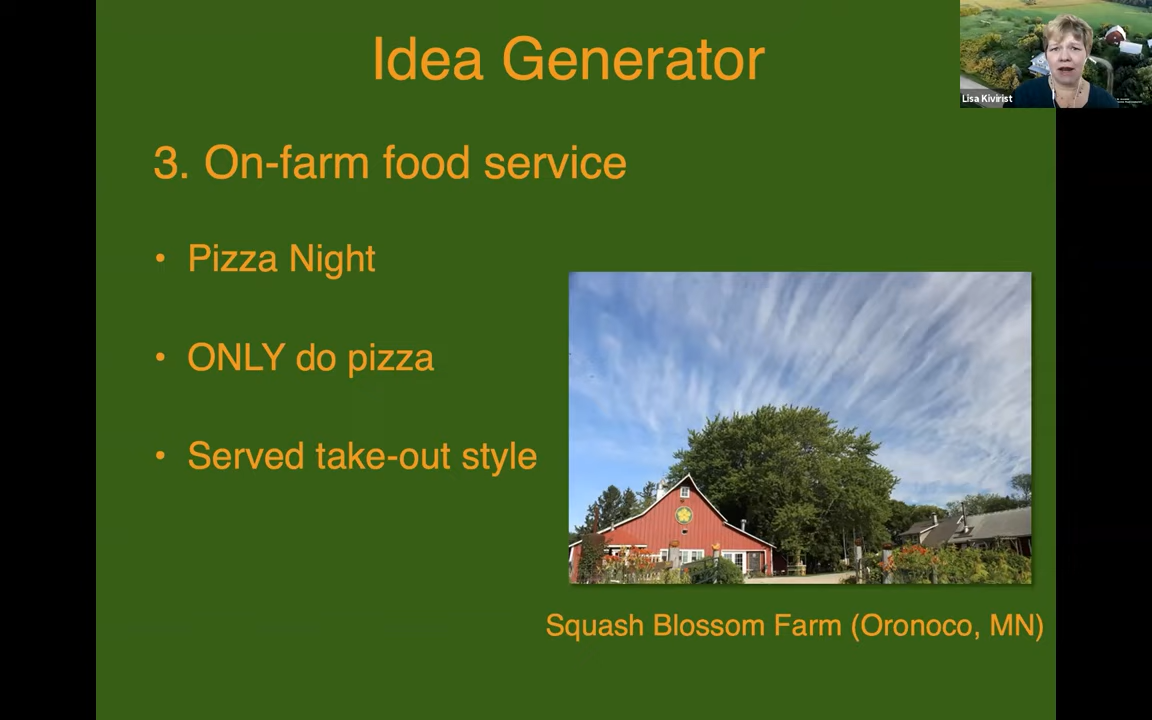 Idea Generator
Lisa Kivirist
3. On-farm food service
• Pizza Night
• ONLY do pizza
• Served take-out style
Squash Blossom Farm (Oronoco, MN)